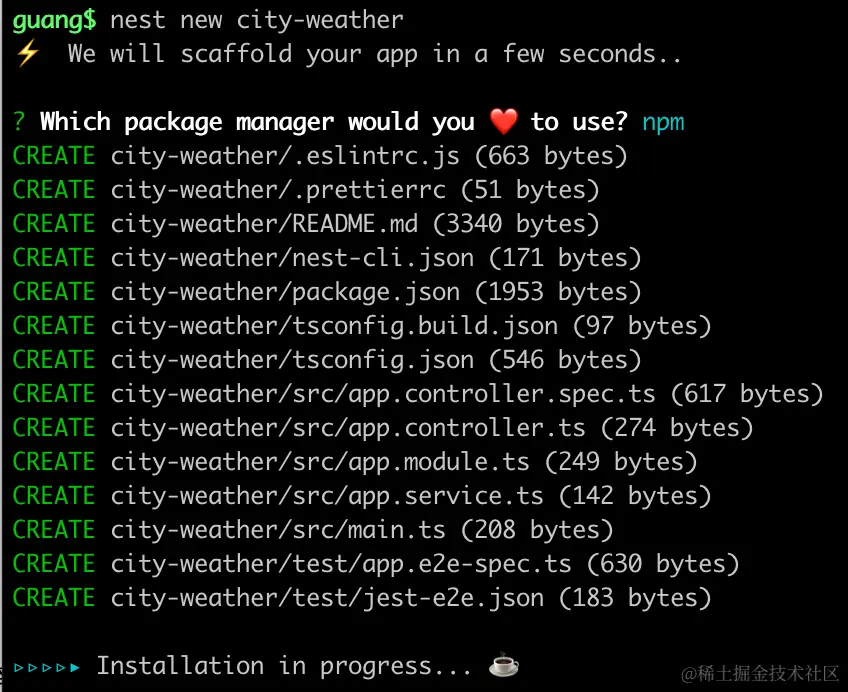 guang$ nest new city-weather
⚡ We will scaffold your app in a few seconds..
? Which package manager would you ❤️ to use? npm
CREATE city-weather/.eslintrc.js (663 bytes)
CREATE city-weather/.prettierrc (51 bytes)
CREATE city-weather/README.md (3340 bytes)
CREATE city-weather/nest-cli.json (171 bytes)
CREATE city-weather/package.json (1953 bytes)
CREATE city-weather/tsconfig.build.json (97 bytes)
CREATE city-weather/tsconfig.json (546 bytes)
CREATE city-weather/src/app.controller.spec.ts (617 bytes)
CREATE city-weather/src/app.controller.ts (274 bytes)
CREATE city-weather/src/app.module.ts (249 bytes)
CREATE city-weather/src/app.service.ts (142 bytes)
CREATE city-weather/src/main.ts (208 bytes)
CREATE city-weather/test/app.e2e-spec.ts (630 bytes)
CREATE city-weather/test/jest-e2e.json (183 bytes)
▹▹▹▹▸ Installation in progress... ☕
@稀土掘金技术社区